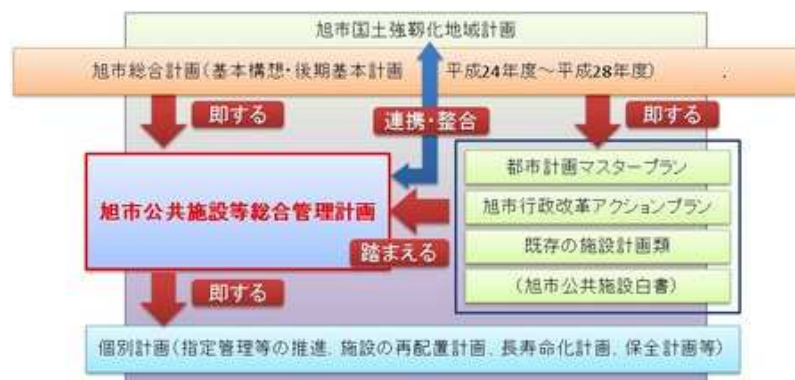 旭市国土強靱化地域計画
旭市総合計画(基本構想・後期基本計画 平成24年度~平成28年度) .
即する
連携・整合
即する
都市計画マスタープラン
旭市公共施設等総合管理計画
旭市行政改革アクションプラン
踏まえる
既存の施設計画類
(旭市公共施設白書)
即する
個別計画(指定管理等の推進、施設の再配置計画、長寿命化計画、保全計画等)